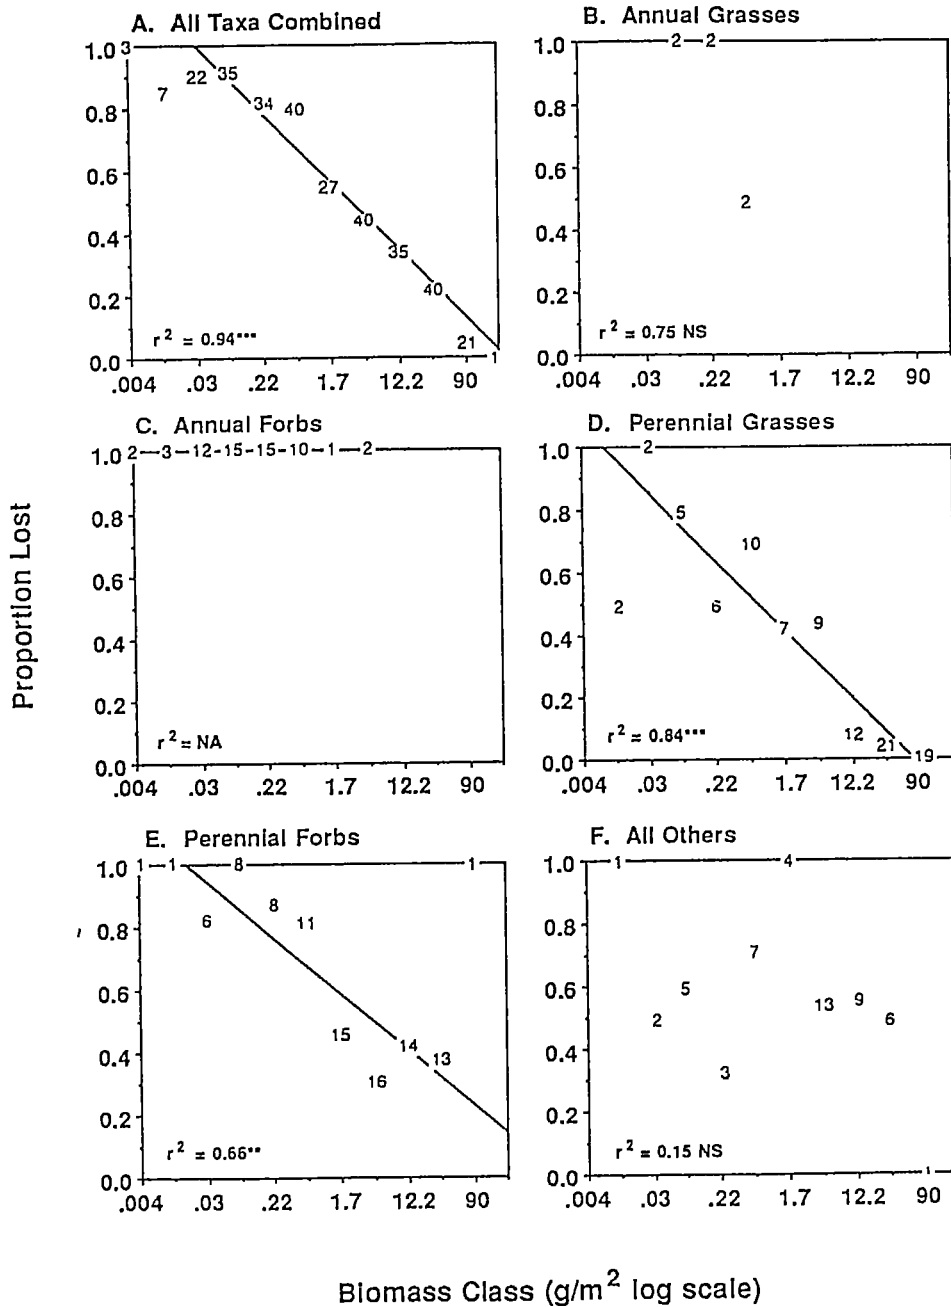 A. All Taxa Combined
1.0 3
22 35
7
34 40
0.8
0.6
27
40
0.4
35
40
0.2
21
1
r² = 0.94***
0.0
.004 .03 .22 1.7 12.2 90
B. Annual Grasses
1.0 2 2
0.8
0.6
2
0.4
0.2
r² = 0.75 NS
0.0
.004 .03 .22 1.7 12.2 90
C. Annual Forbs
1.0 2 3 12 15 15 10 1 2
0.8
0.6
0.4
0.2
r² = NA
0.0
.004 .03 .22 1.7 12.2 90
D. Perennial Grasses
1.0 2
0.8 5
10
0.6
2 6
7 9
0.4
0.2
r² = 0.84***
12
21
0.0 19
.004 .03 .22 1.7 12.2 90
E. Perennial Forbs
1.0 1 1 8 1
8
6 11
0.8
0.6
15
14
0.4 13
16
0.2
r² = 0.66**
0.0
.004 .03 .22 1.7 12.2 90
F. All Others
1.0 1 4
0.8
7
5
0.6
13 9
2 6
0.4
3
0.2
r² = 0.15 NS
0.0 1
.004 .03 .22 1.7 12.2 90
Proportion Lost
Biomass Class (g/m² log scale)